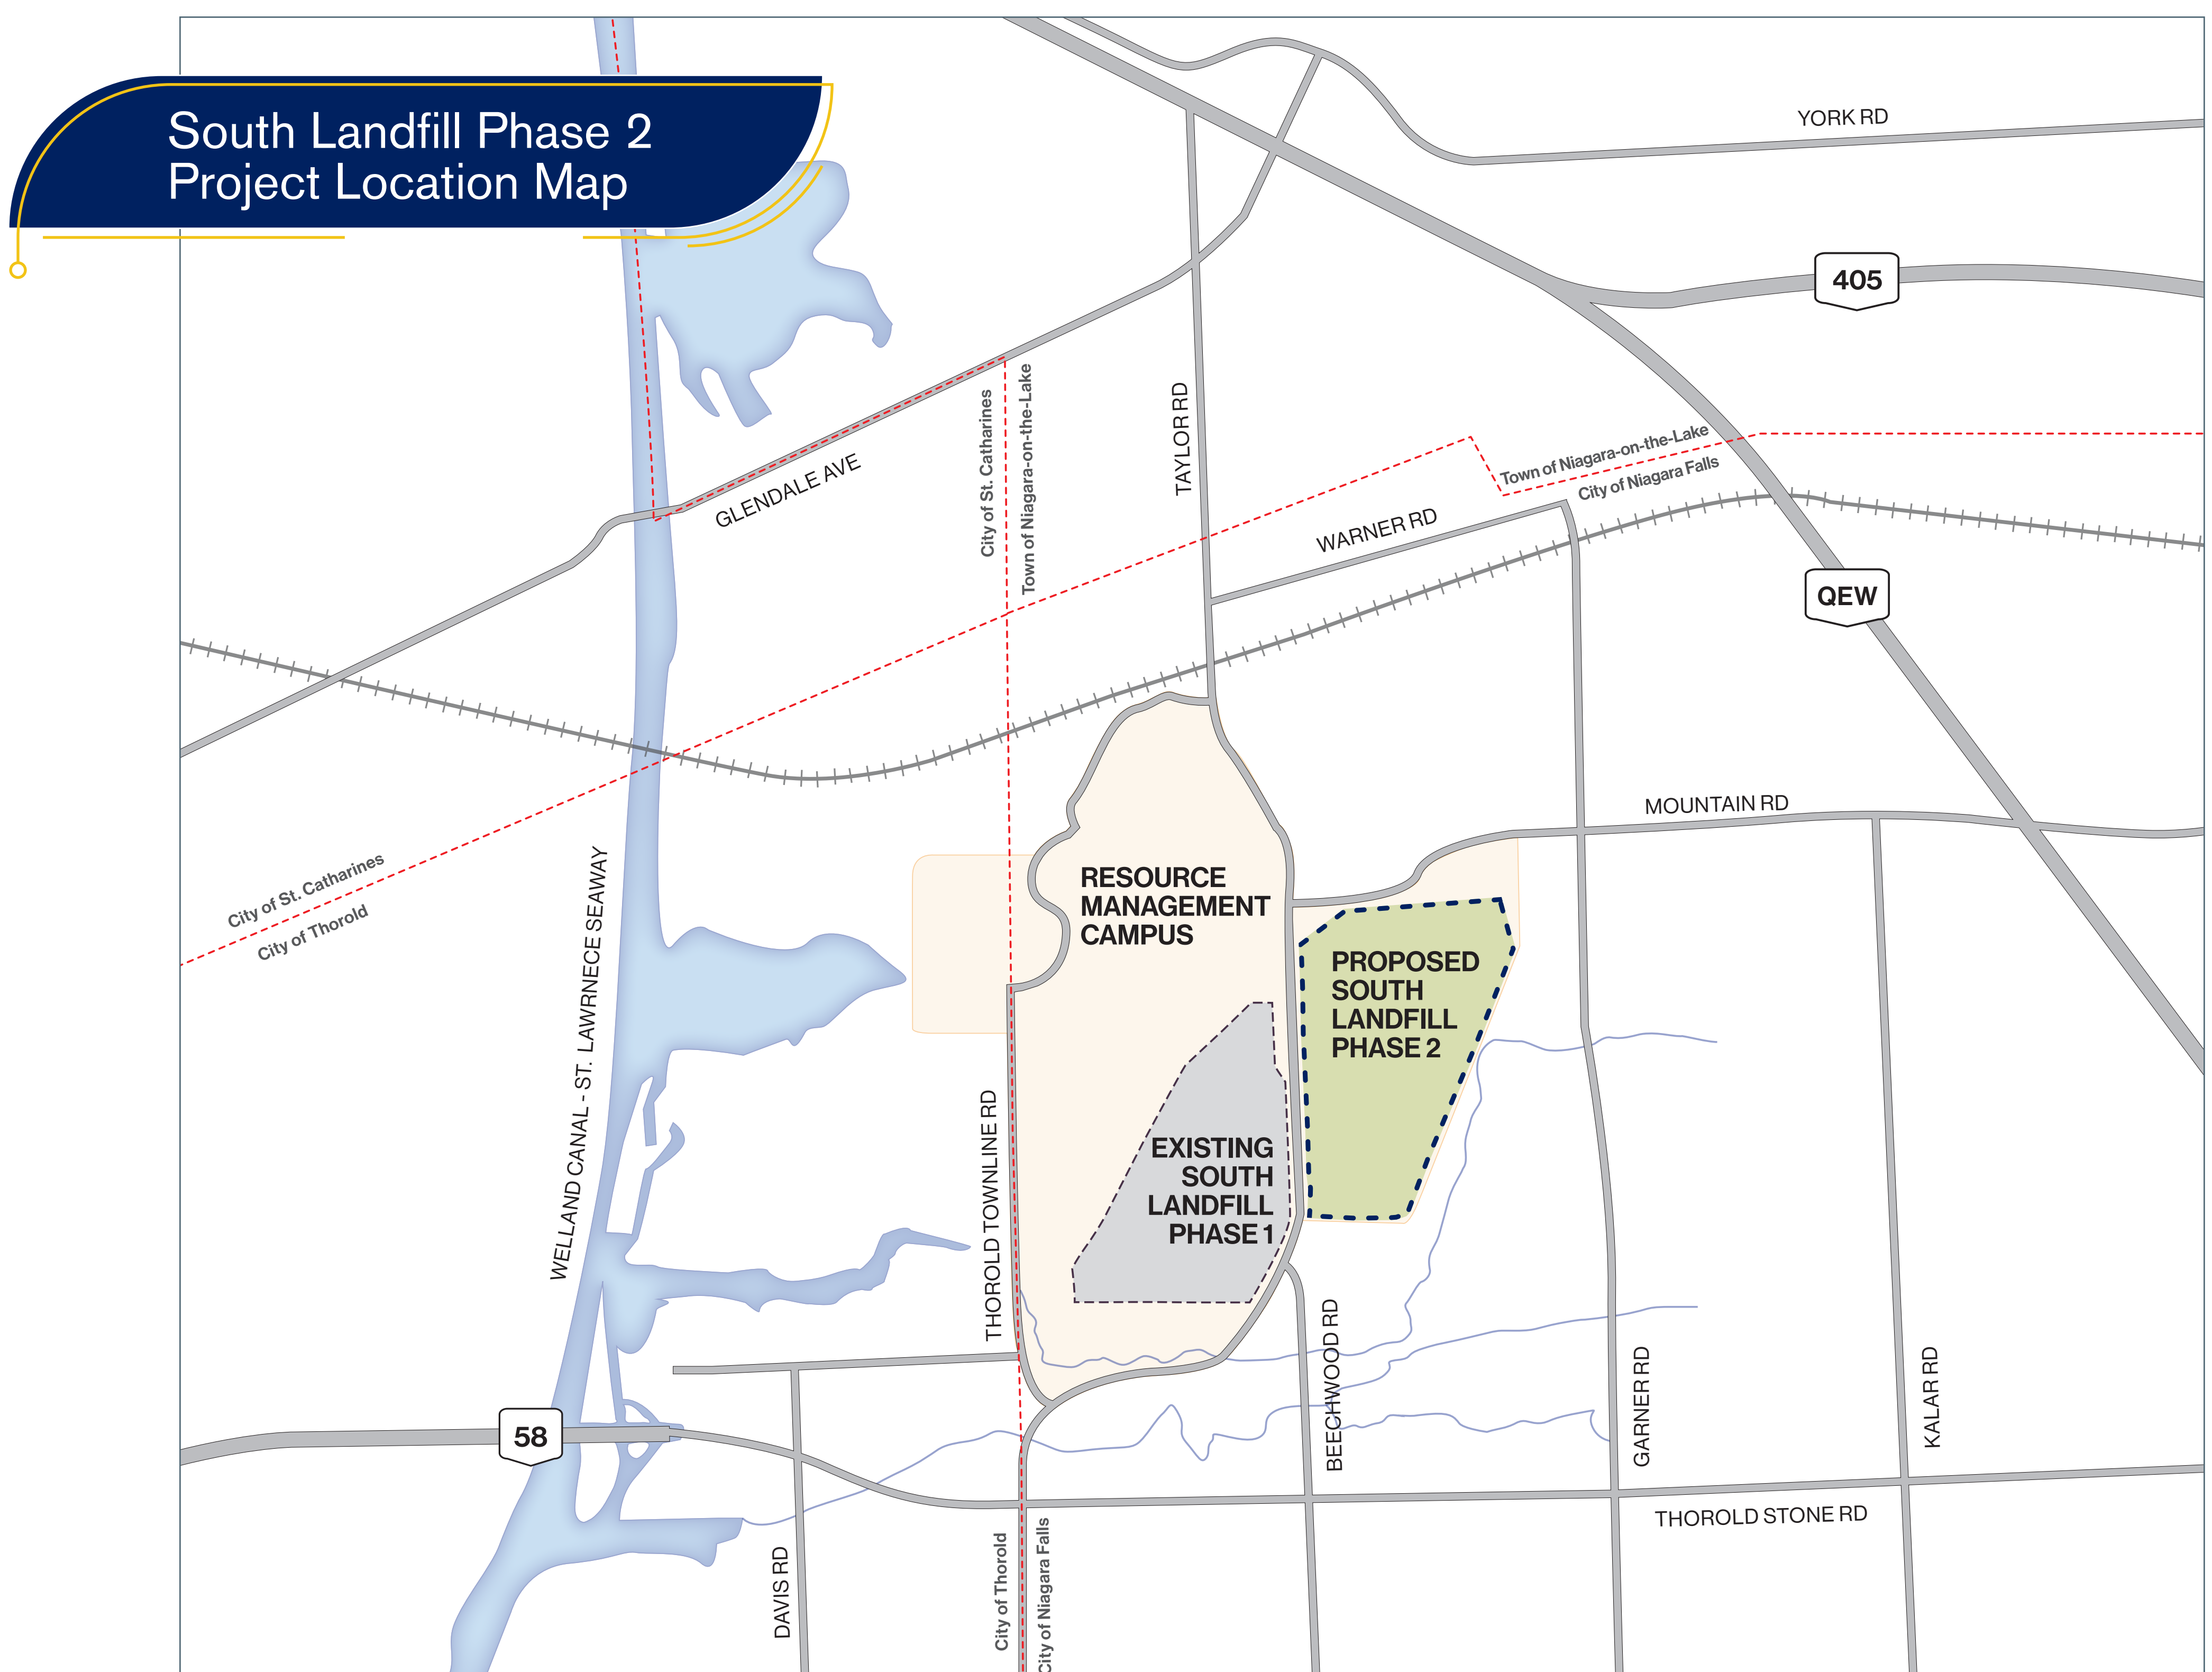 South Landfill Phase 2
Project Location Map
YORK RD
405
City of St. Catharines
Town of Niagara-on-the-Lake
TAYLOR RD
GLENDALE AVE
Town of Niagara-on-the-Lake
City of Niagara Falls
WARNER RD
QEW
MOUNTAIN RD
City of St. Catharines
City of Thorold
WELLAND CANAL - ST. LAWRNECE SEAWAY
RESOURCE
MANAGEMENT
CAMPUS
PROPOSED
SOUTH
LANDFILL
PHASE 2
THOROLD TOWNLINE RD
EXISTING
SOUTH
LANDFILL
PHASE 1
BEECHWOOD RD
GARNER RD
KALAR RD
58
THOROLD STONE RD
DAVIS RD
City of Thorold
City of Niagara Falls